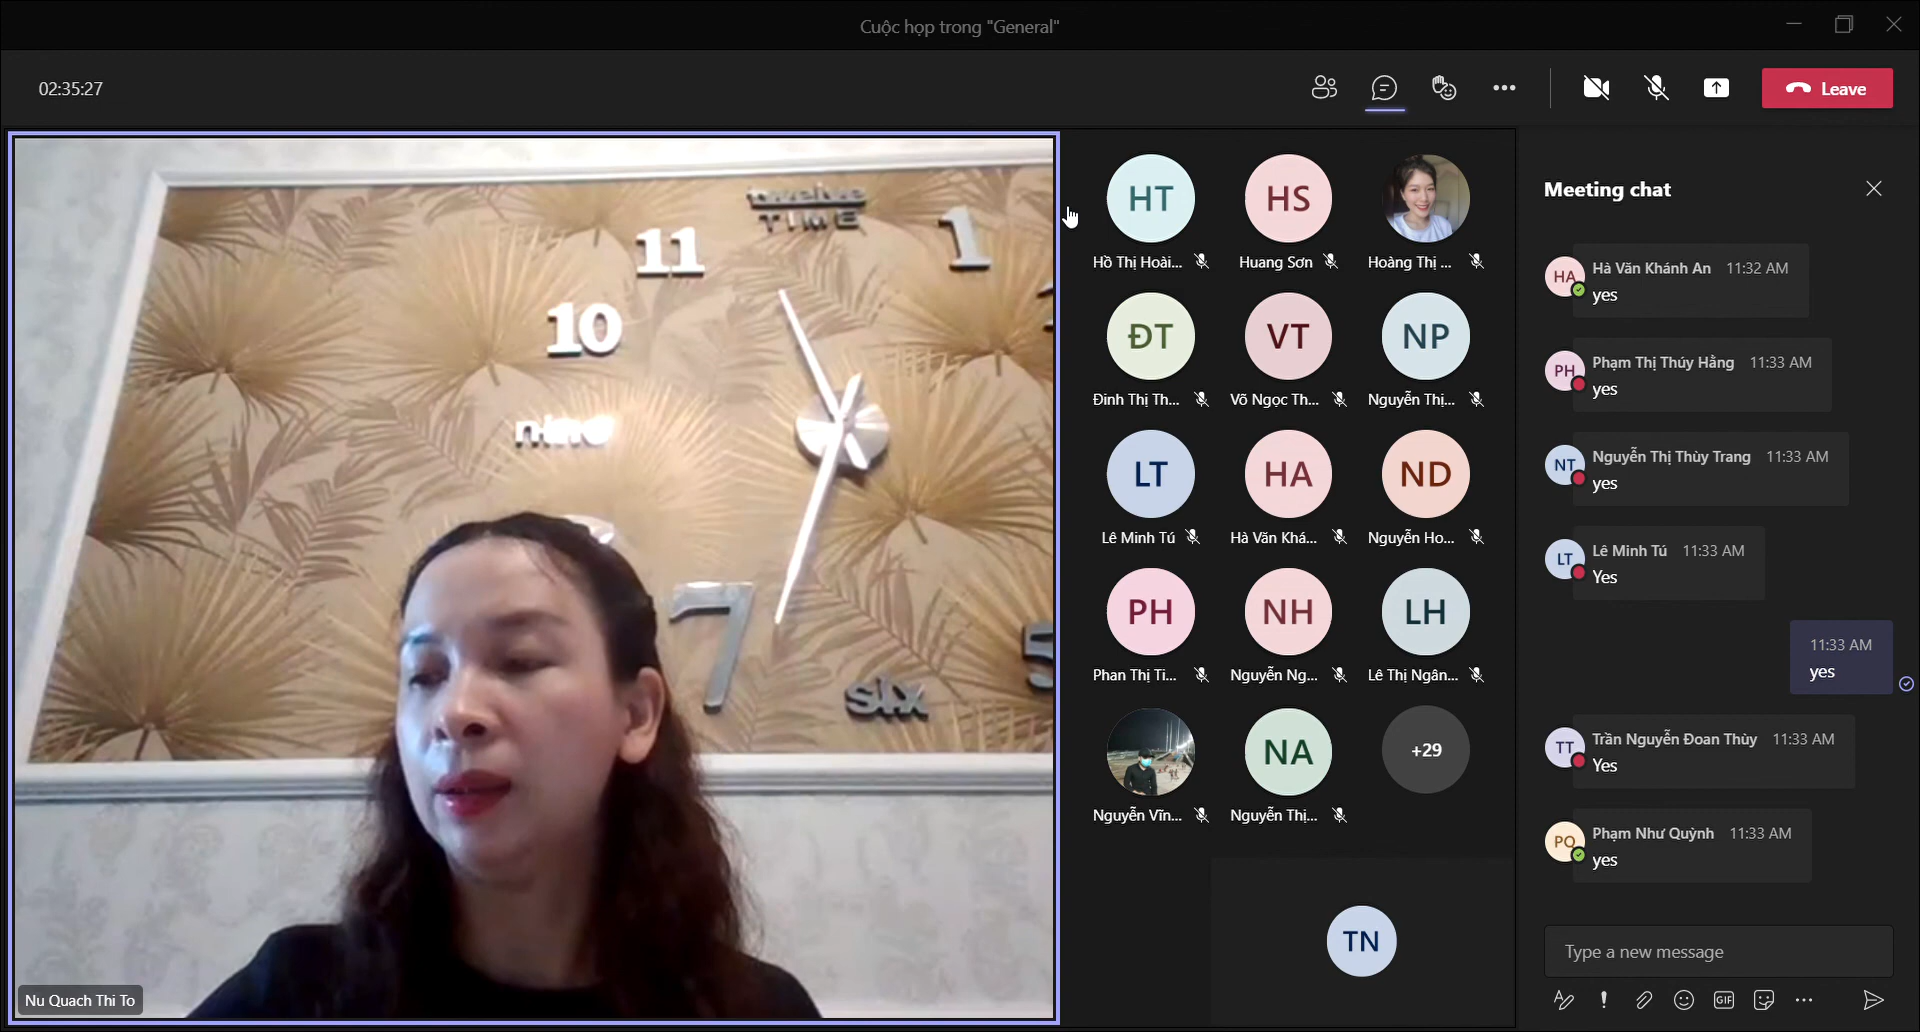 Cuộc họp trong "General"
02:35:27
Leave
twelve
TIME
11
1
10
nine
7
six
5
Nu Quach Thi To
HT
HS
Hồ Thị Hoài...
Huang Sơn
Hoàng Thị ...
ĐT
VT
NP
Đinh Thị Th...
Võ Ngọc Th...
Nguyễn Thị...
LT
HA
ND
Lê Minh Tú
Hà Văn Khá...
Nguyễn Ho...
PH
NH
LH
Phan Thị Ti...
Nguyễn Ng...
Lê Thị Ngân...
NA
+29
Nguyễn Vĩn...
Nguyễn Thị...
TN
Meeting chat
HA
Hà Văn Khánh An 11:32 AM
yes
PH
Phạm Thị Thúy Hằng 11:33 AM
yes
NT
Nguyễn Thị Thùy Trang 11:33 AM
yes
LT
Lê Minh Tú 11:33 AM
Yes
11:33 AM
yes
TT
Trần Nguyễn Đoan Thùy 11:33 AM
Yes
PQ
Phạm Như Quỳnh 11:33 AM
yes
Type a new message
GIF